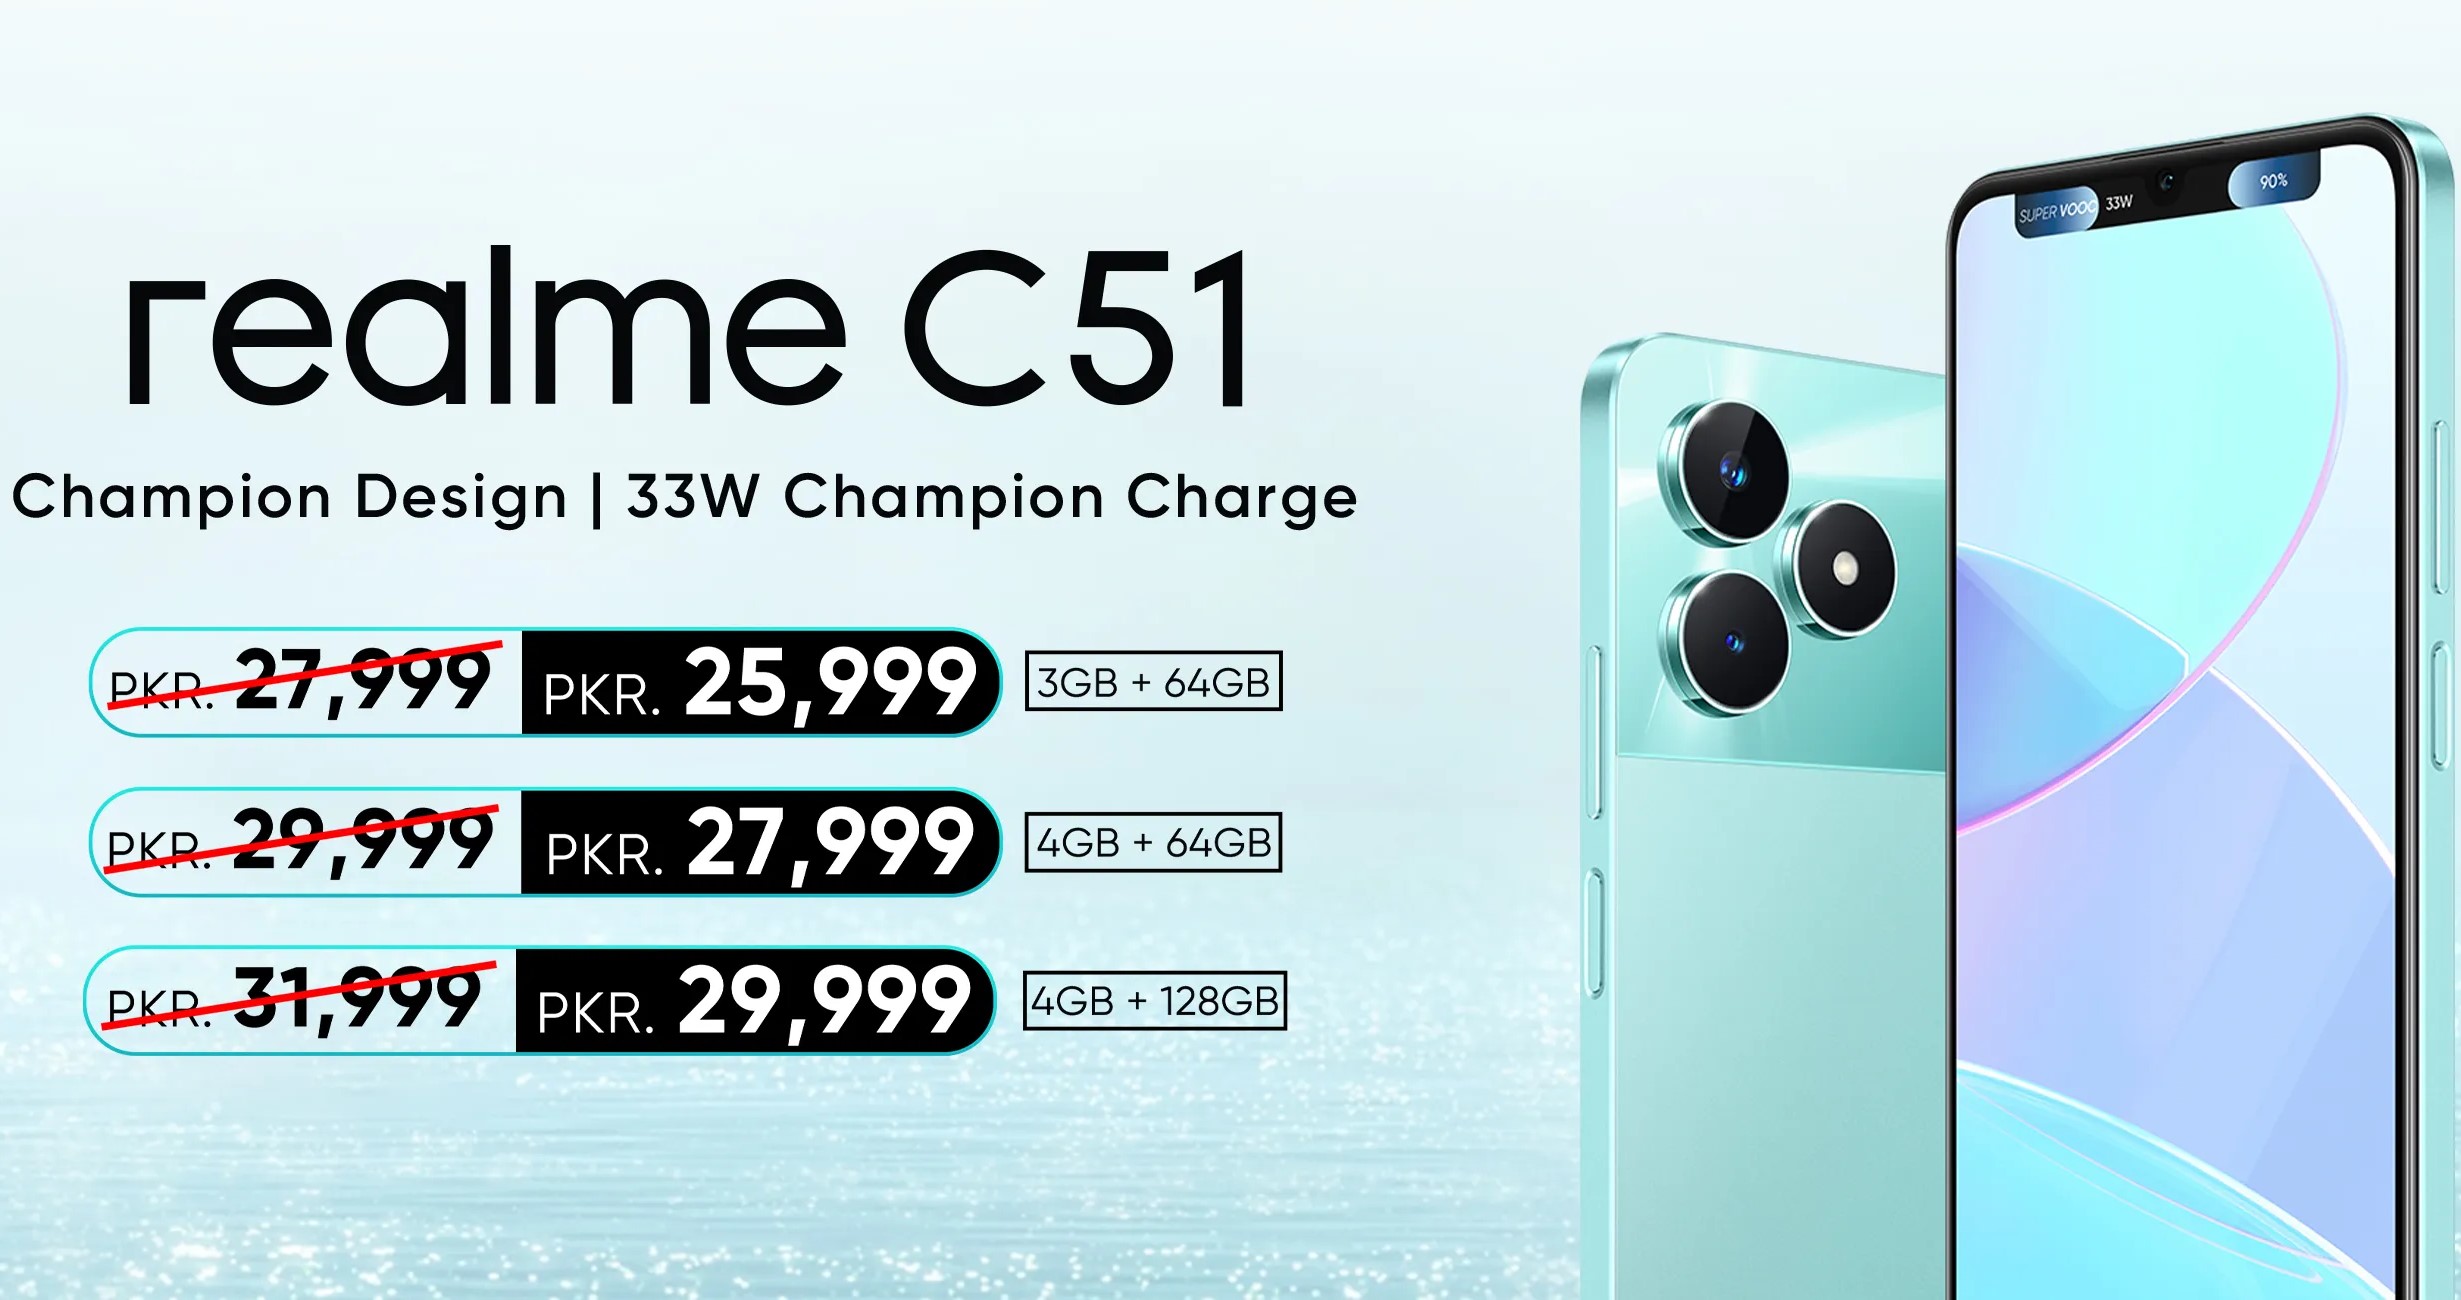 realme C51
Champion Design | 33W Champion Charge
PKR. 27,999 PKR. 25,999 3GB + 64GB
PKR. 29,999 PKR. 27,999 4GB + 64GB
PKR. 31,999 PKR. 29,999 4GB + 128GB
SUPER VOOC 33W 90%